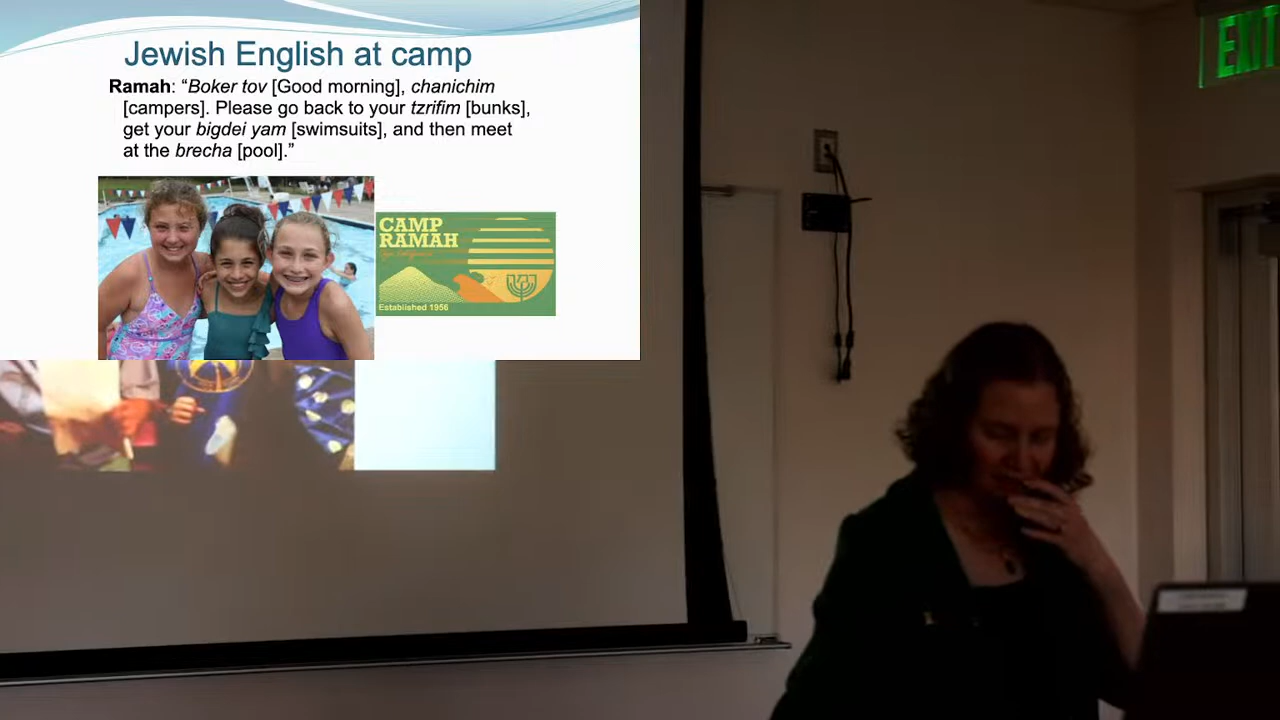 Jewish English at camp
Ramah: “Boker tov [Good morning], chanichim
[campers]. Please go back to your tzrifim [bunks],
get your bigdei yam [swimsuits], and then meet
at the brecha [pool].”
CAMP
RAMAH
Established 1956
EXIT